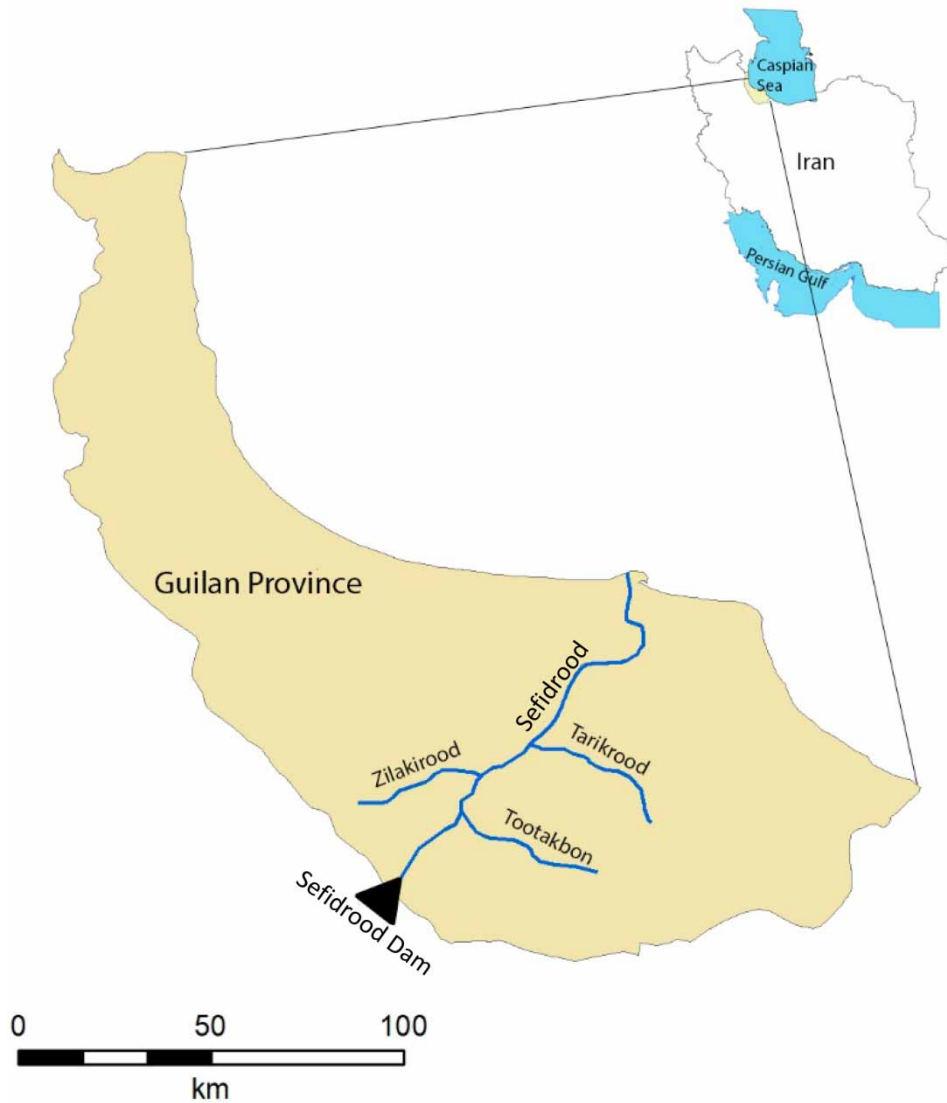 Caspian
Sea
Iran
Persian Gulf
Guilan Province
Sefidrood
Tarikrood
Zilakirood
Tootakbon
Sefidrood Dam
0 50 100
km